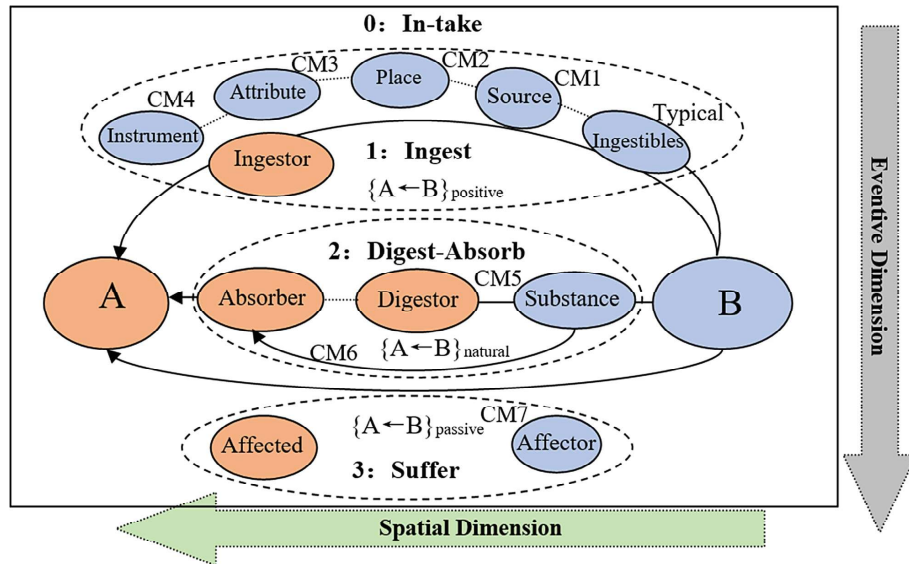 0: In-take
CM3
CM2
Place
CM1
Attribute
Source
CM4
Typical
Instrument
Ingestibles
Ingestor
1: Ingest
{A←B}positive
2: Digest-Absorb
A
Absorber
Digestor
CM5
Substance
B
CM6
{A←B}natural
CM7
{A←B}passive
Affected
Affector
3: Suffer
Spatial Dimension
Eventive Dimension